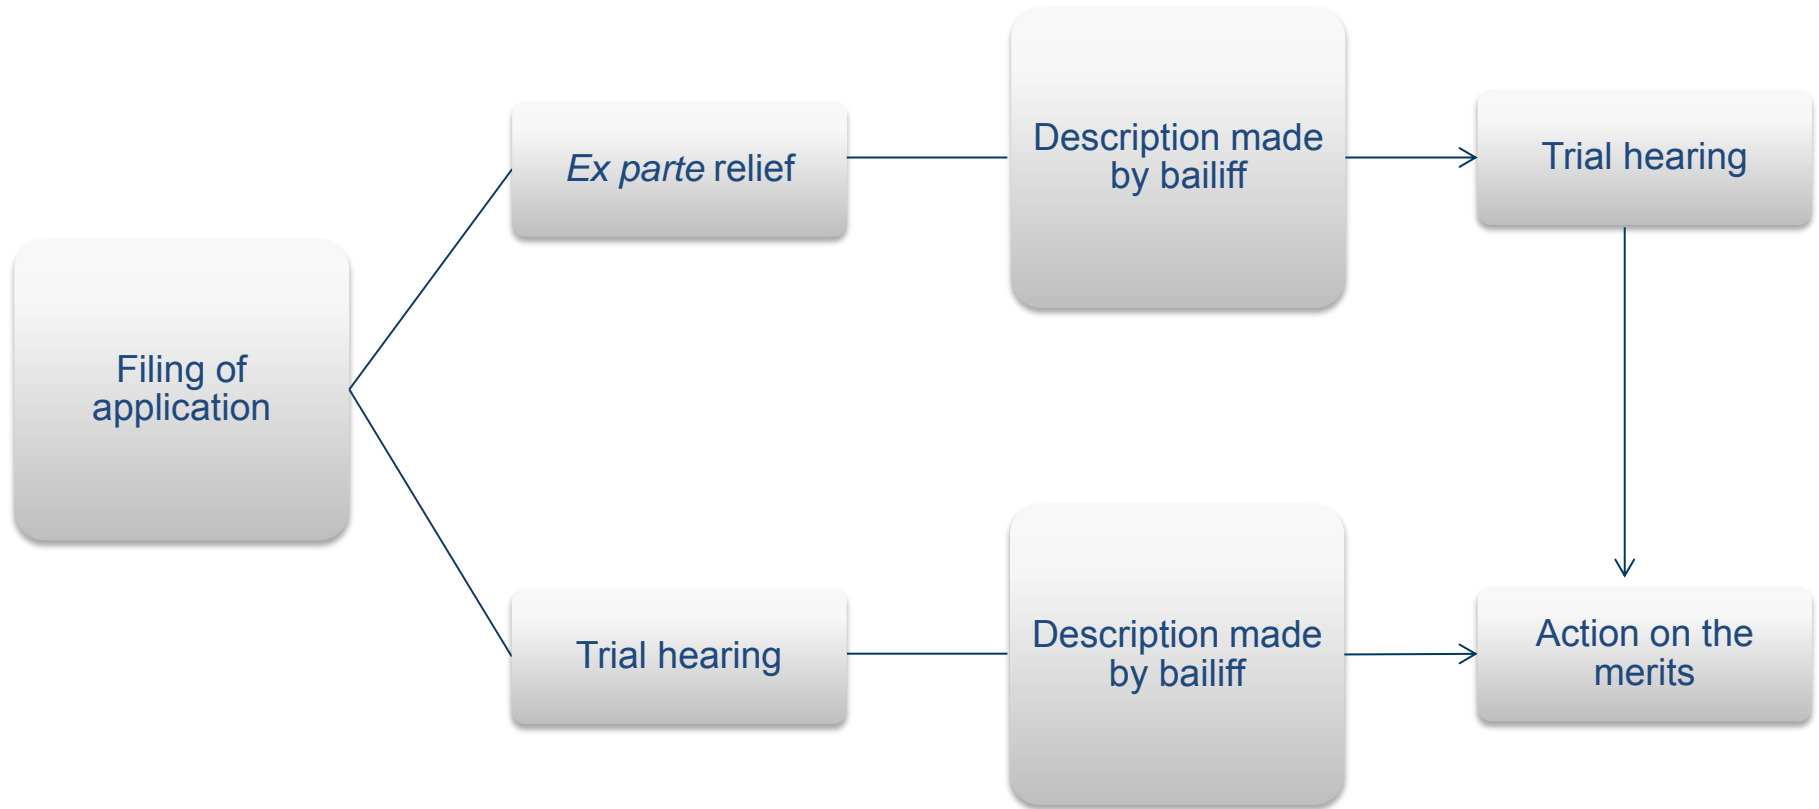 Filing of
application
Ex parte relief
Description made
by bailiff
Trial hearing
Trial hearing
Description made
by bailiff
Action on the
merits